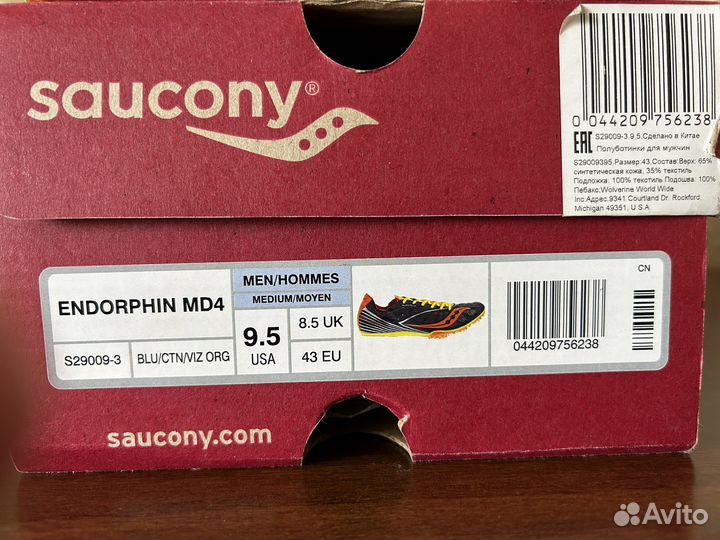 saucony®
0 044209 756238
EAC S29009-3.9,5,Сделано в Китае
Полуботинки для мужчин
S29009395,Размер:43,Состав:Верх: 65%
синтетическая кожа, 35% текстиль
Подложка: 100% текстиль Подошва: 100%
Пебакс,Wolverine World Wide
Inc.Адрес:9341 Courtland Dr. Rockford.
Michigan 49351, U.S.A
CN
ENDORPHIN MD4
MEN/HOMMES
MEDIUM/MOYEN
9.5
USA
8.5 UK
43 EU
S29009-3
BLU/CTN/VIZ ORG
044209756238
saucony.com
Avito